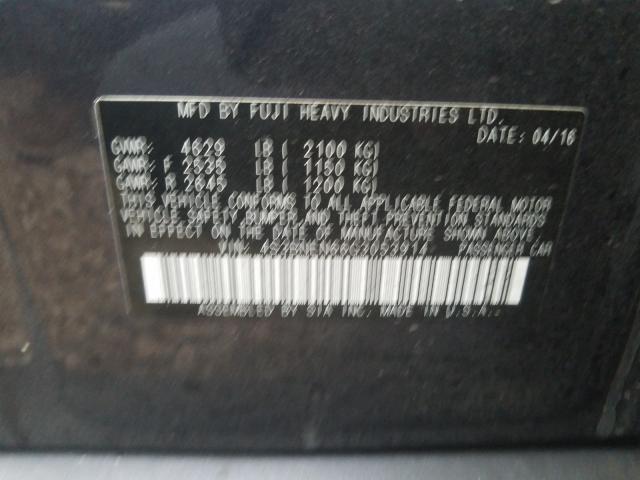 MFD BY FUJI HEAVY INDUSTRIES LTD.
DATE: 04/16
GVWR: 4629 LB ( 2100 KG)
GAWR: F 2535 LB ( 1150 KG)
GAWR: R 2645 LB ( 1200 KG)
THIS VEHICLE CONFORMS TO ALL APPLICABLE FEDERAL MOTOR
VEHICLE SAFETY, BUMPER, AND THEFT PREVENTION STANDARDS
IN EFFECT ON THE DATE OF MANUFACTURE SHOWN ABOVE.
VIN: PASSENGER CAR
ASSEMBLED BY SIA INC. MADE IN U.S.A.